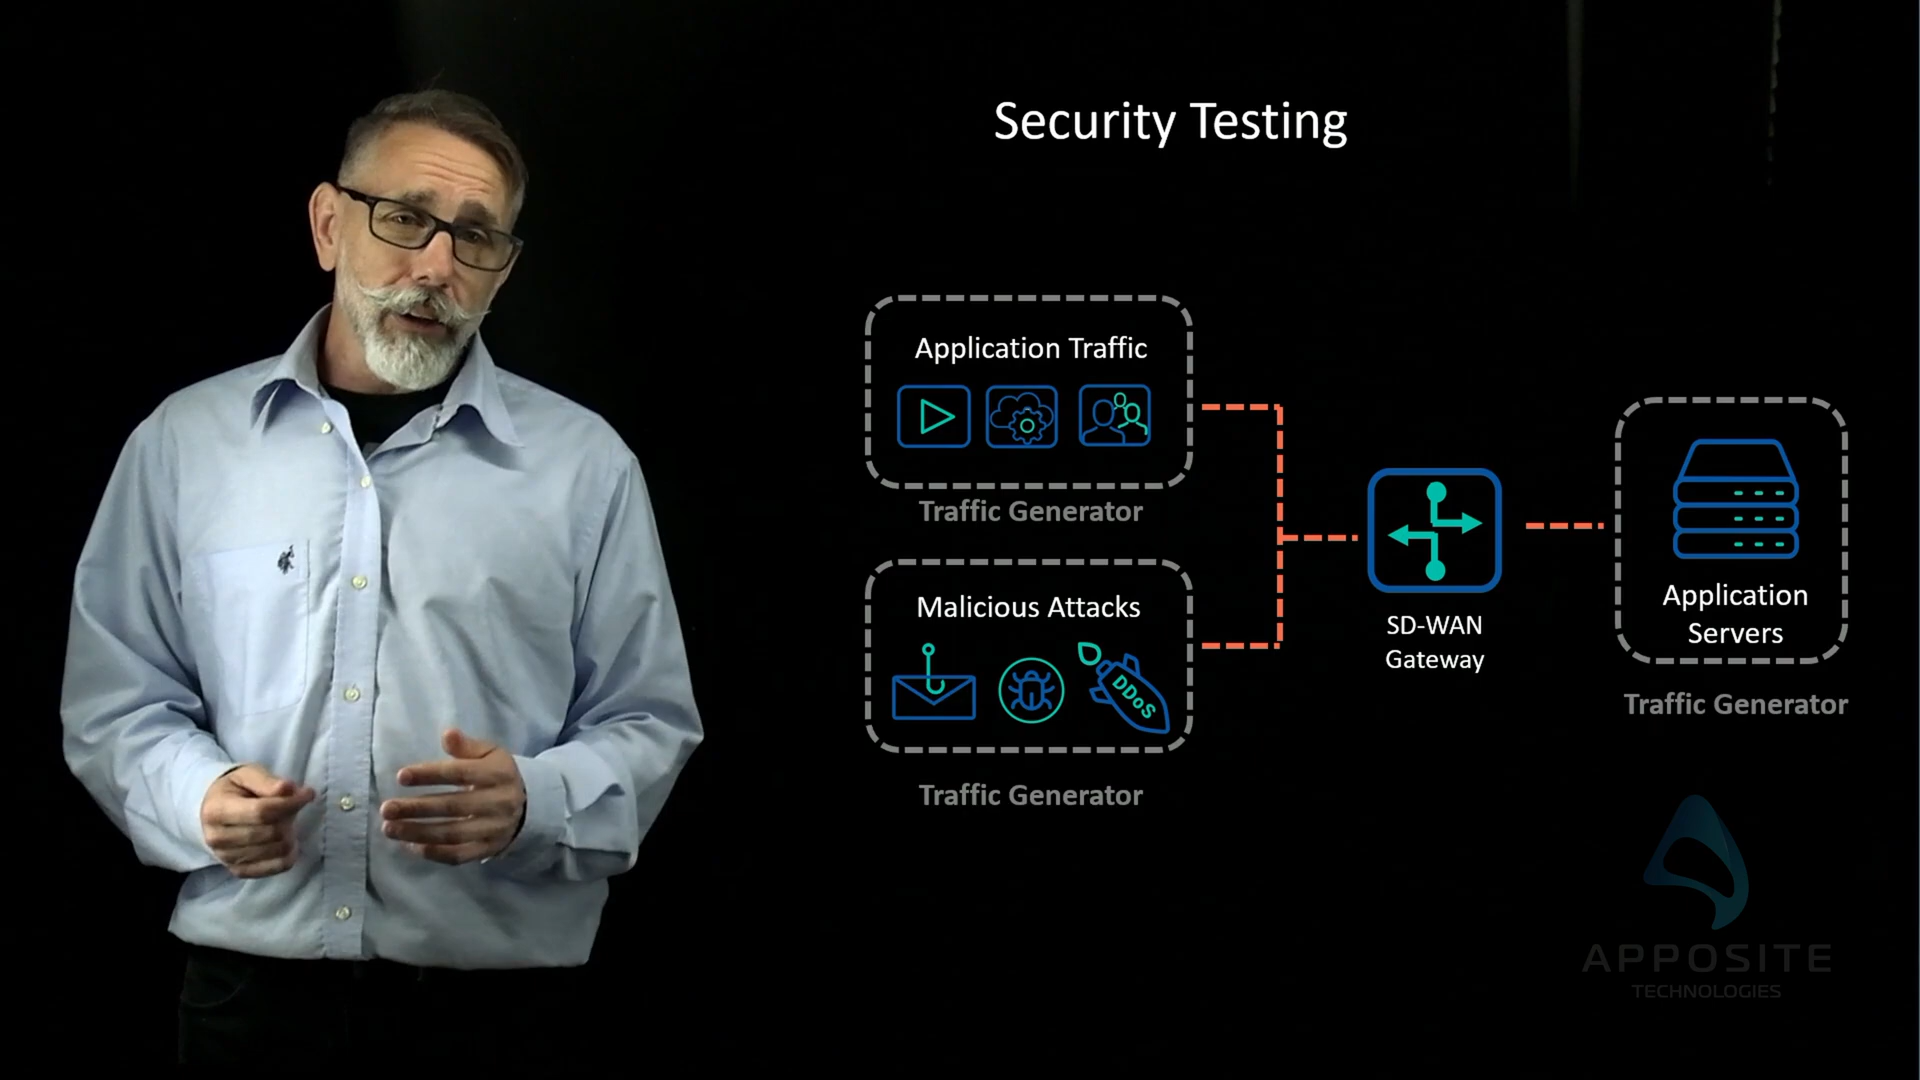 Security Testing
Application Traffic
Traffic Generator
Malicious Attacks
DDoS
Traffic Generator
SD-WAN
Gateway
Application
Servers
Traffic Generator
APPOSITE
TECHNOLOGIES